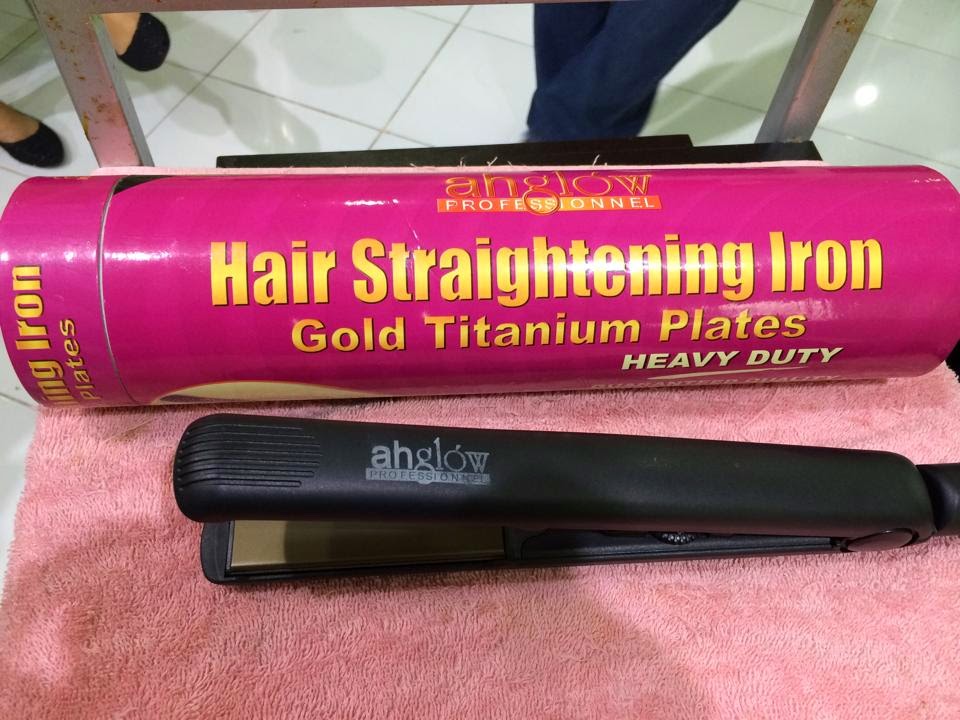 ahglów
PROFESSIONNEL
Hair Straightening Iron
Gold Titanium Plates
HEAVY DUTY
ing Iron
Plates
ahglów
PROFESSIONNEL